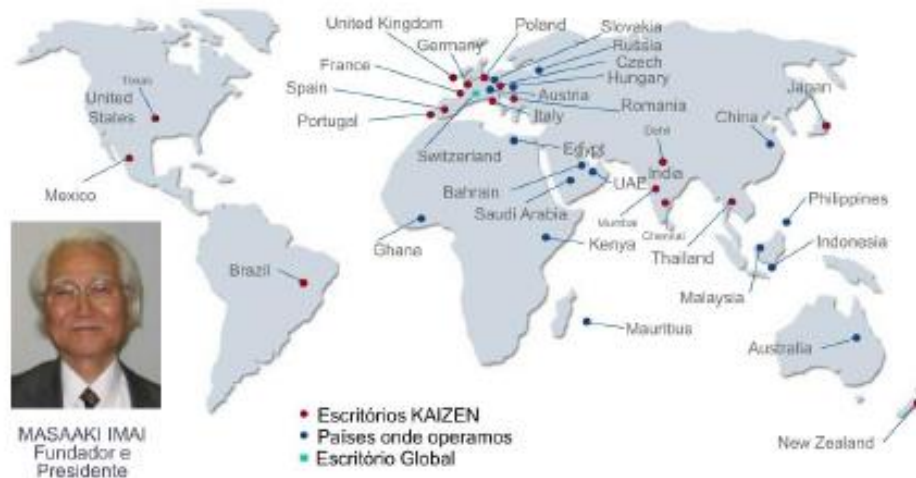 United Kingdom
Poland
Slovakia
Germany
Russia
France
Czech
Hungary
Spain
Austria
Romania
Portugal
Italy
Switzerland
Texas
United
States
Mexico
Japan
China
Delhi
India
Egypt
UAE
Bahrain
Saudi Arabia
Mumbai
Chennai
Philippines
Ghana
Kenya
Thailand
Indonesia
Malaysia
Brazil
Mauritius
Australia
New Zealand
MASAAKI IMAI
Fundador e
Presidente
Escritórios KAIZEN
Países onde operamos
Escritório Global